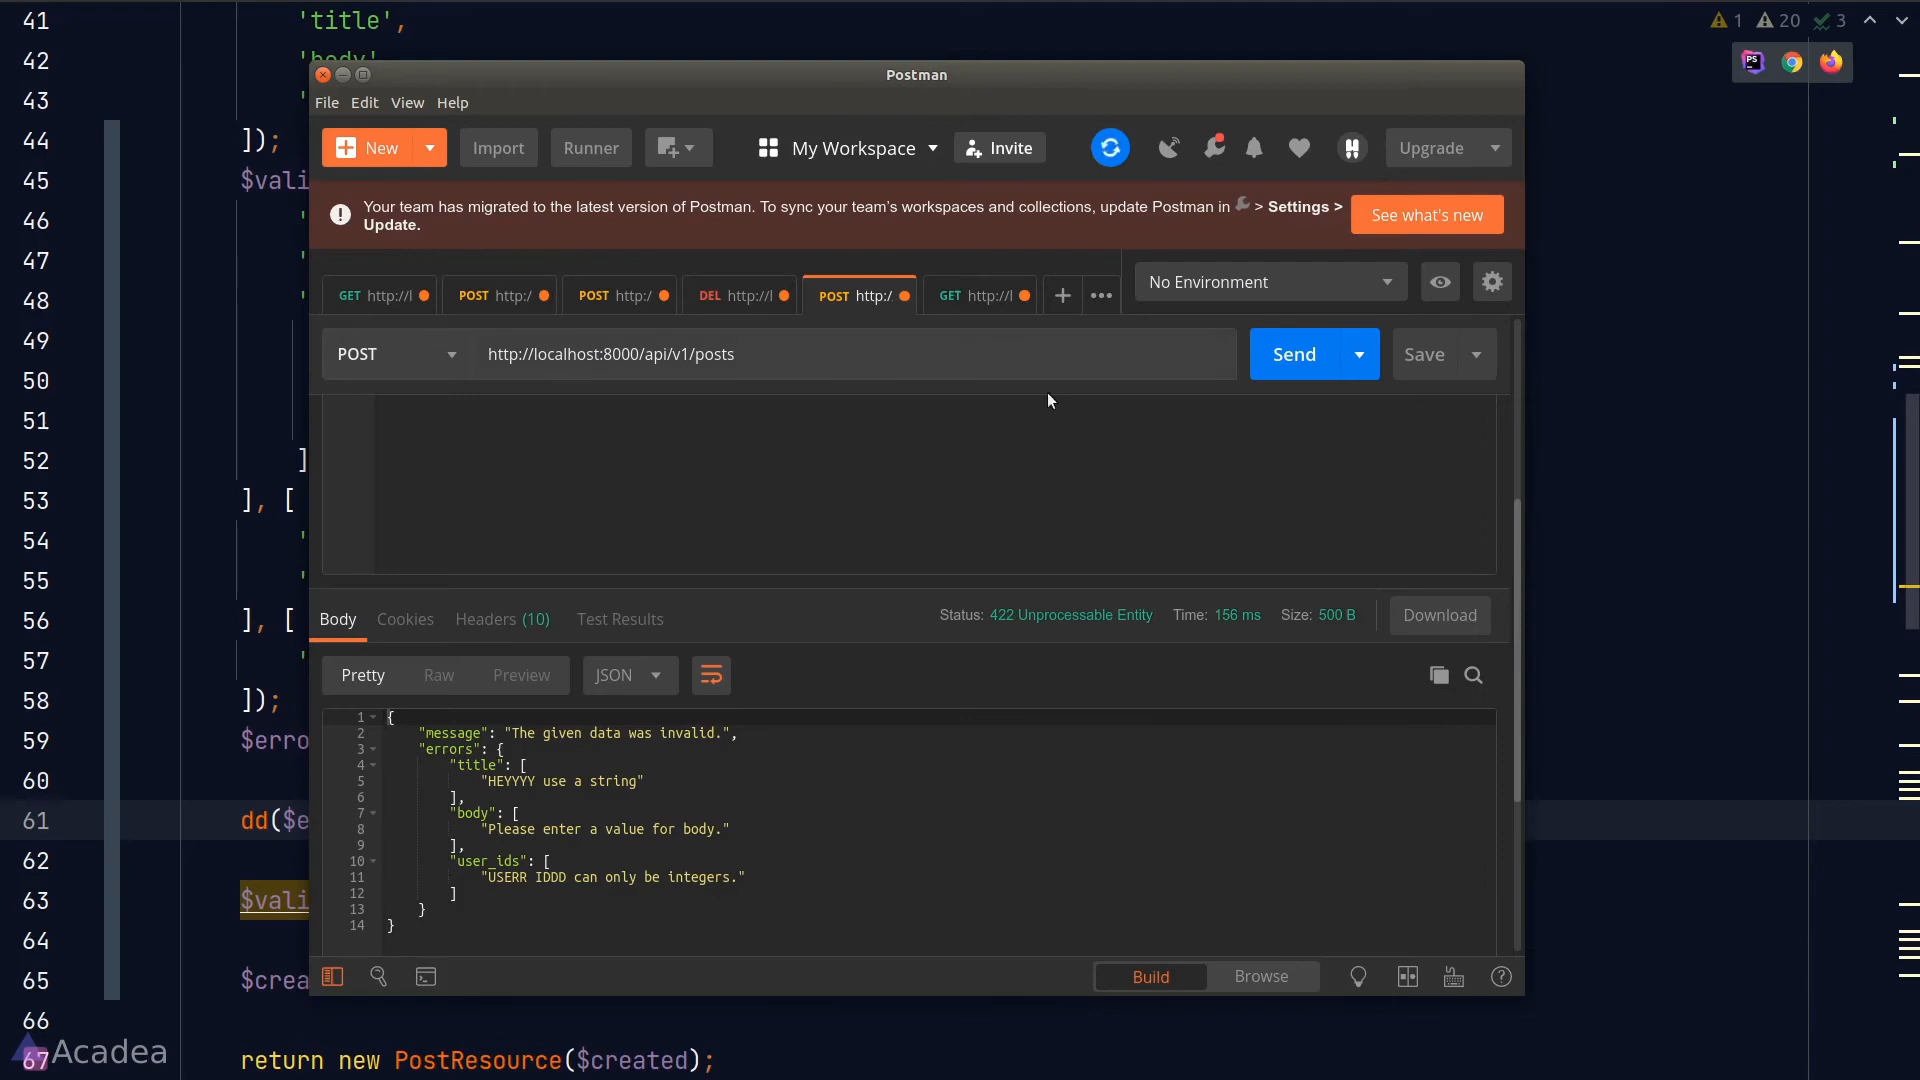 41 'title',
42 'body'
43 '
44 ]);
45 $vali
46 '
47 '
48 '
49
50
51
52 ]
53 ], [
54 '
55 '
56 ], [
57 '
58 ]);
59 $erro
60
61 dd($e
62
63 $vali
64
65 $crea
66
67 return new PostResource($created);
1 20 3
PS
Postman
File Edit View Help
New Import Runner My Workspace Invite Upgrade
Your team has migrated to the latest version of Postman. To sync your team's workspaces and collections, update Postman in > Settings >
Update.
See what's new
GET http://l POST http:/ POST http:/ DEL http://l POST http:/ GET http://l + ••• No Environment
POST http://localhost:8000/api/v1/posts Send Save
Body Cookies Headers (10) Test Results Status: 422 Unprocessable Entity Time: 156 ms Size: 500 B Download
Pretty Raw Preview JSON
1 {
2 "message": "The given data was invalid.",
3 "errors": {
4 "title": [
5 "HEYYYY use a string"
6 ],
7 "body": [
8 "Please enter a value for body."
9 ],
10 "user_ids": [
11 "USERR IDDD can only be integers."
12 ]
13 }
14 }
Build Browse
Acadea